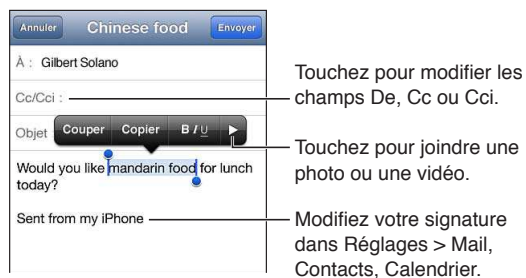 Annuler Chinese food Envoyer
À : Gilbert Solano
Cc/Cci :
Objet
Couper Copier B I U
Would you like mandarin food for lunch
today?
Sent from my iPhone
Touchez pour modifier les
champs De, Cc ou Cci.
Touchez pour joindre une
photo ou une vidéo.
Modifiez votre signature
dans Réglages > Mail,
Contacts, Calendrier.